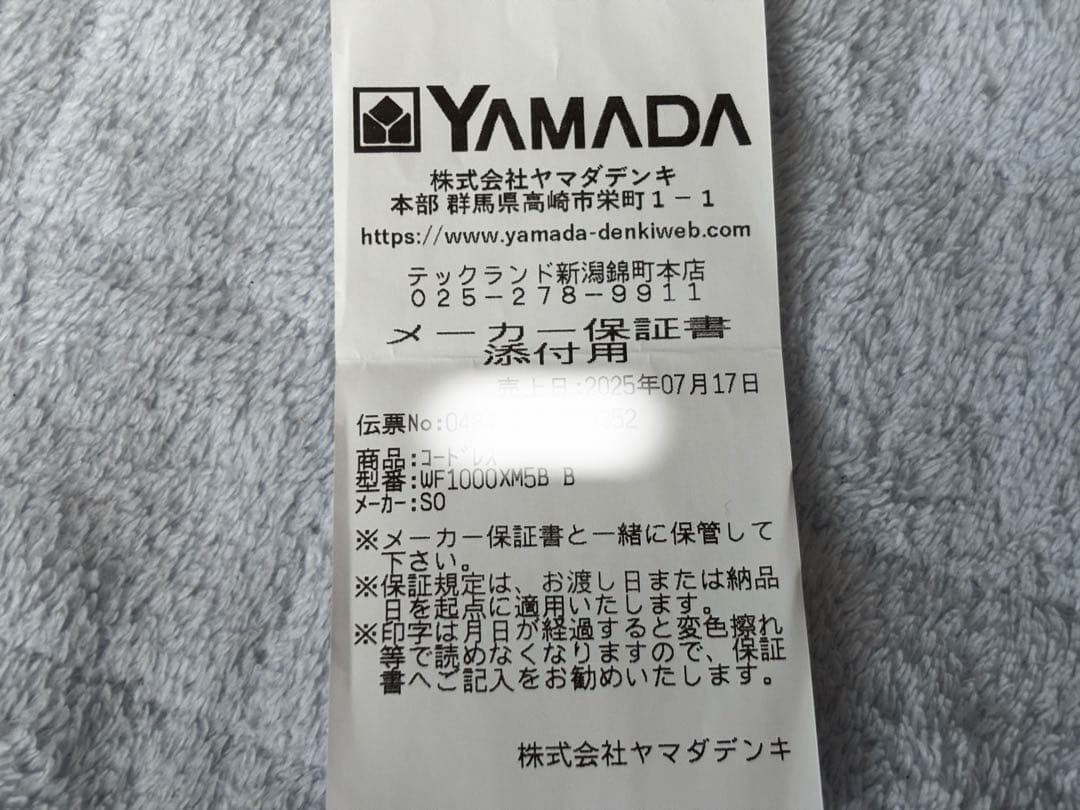 YAMADA
株式会社ヤマダデンキ
本部 群馬県高崎市栄町1-1
https://www.yamada-denkiweb.com
テックランド新潟錦町本店
025-278-9911
メーカー保証書
添付用
売上日:2025年07月17日
伝票No:04 352
商品:コードレス
型番:WF1000XM5B B
メーカー:SO
※メーカー保証書と一緒に保管して
下さい。
※保証規定は、お渡し日または納品
日を起点に適用いたします。
※印字は月日が経過すると変色擦れ
等で読めなくなりますので、保証
書へご記入をお勧めいたします。
株式会社ヤマダデンキ